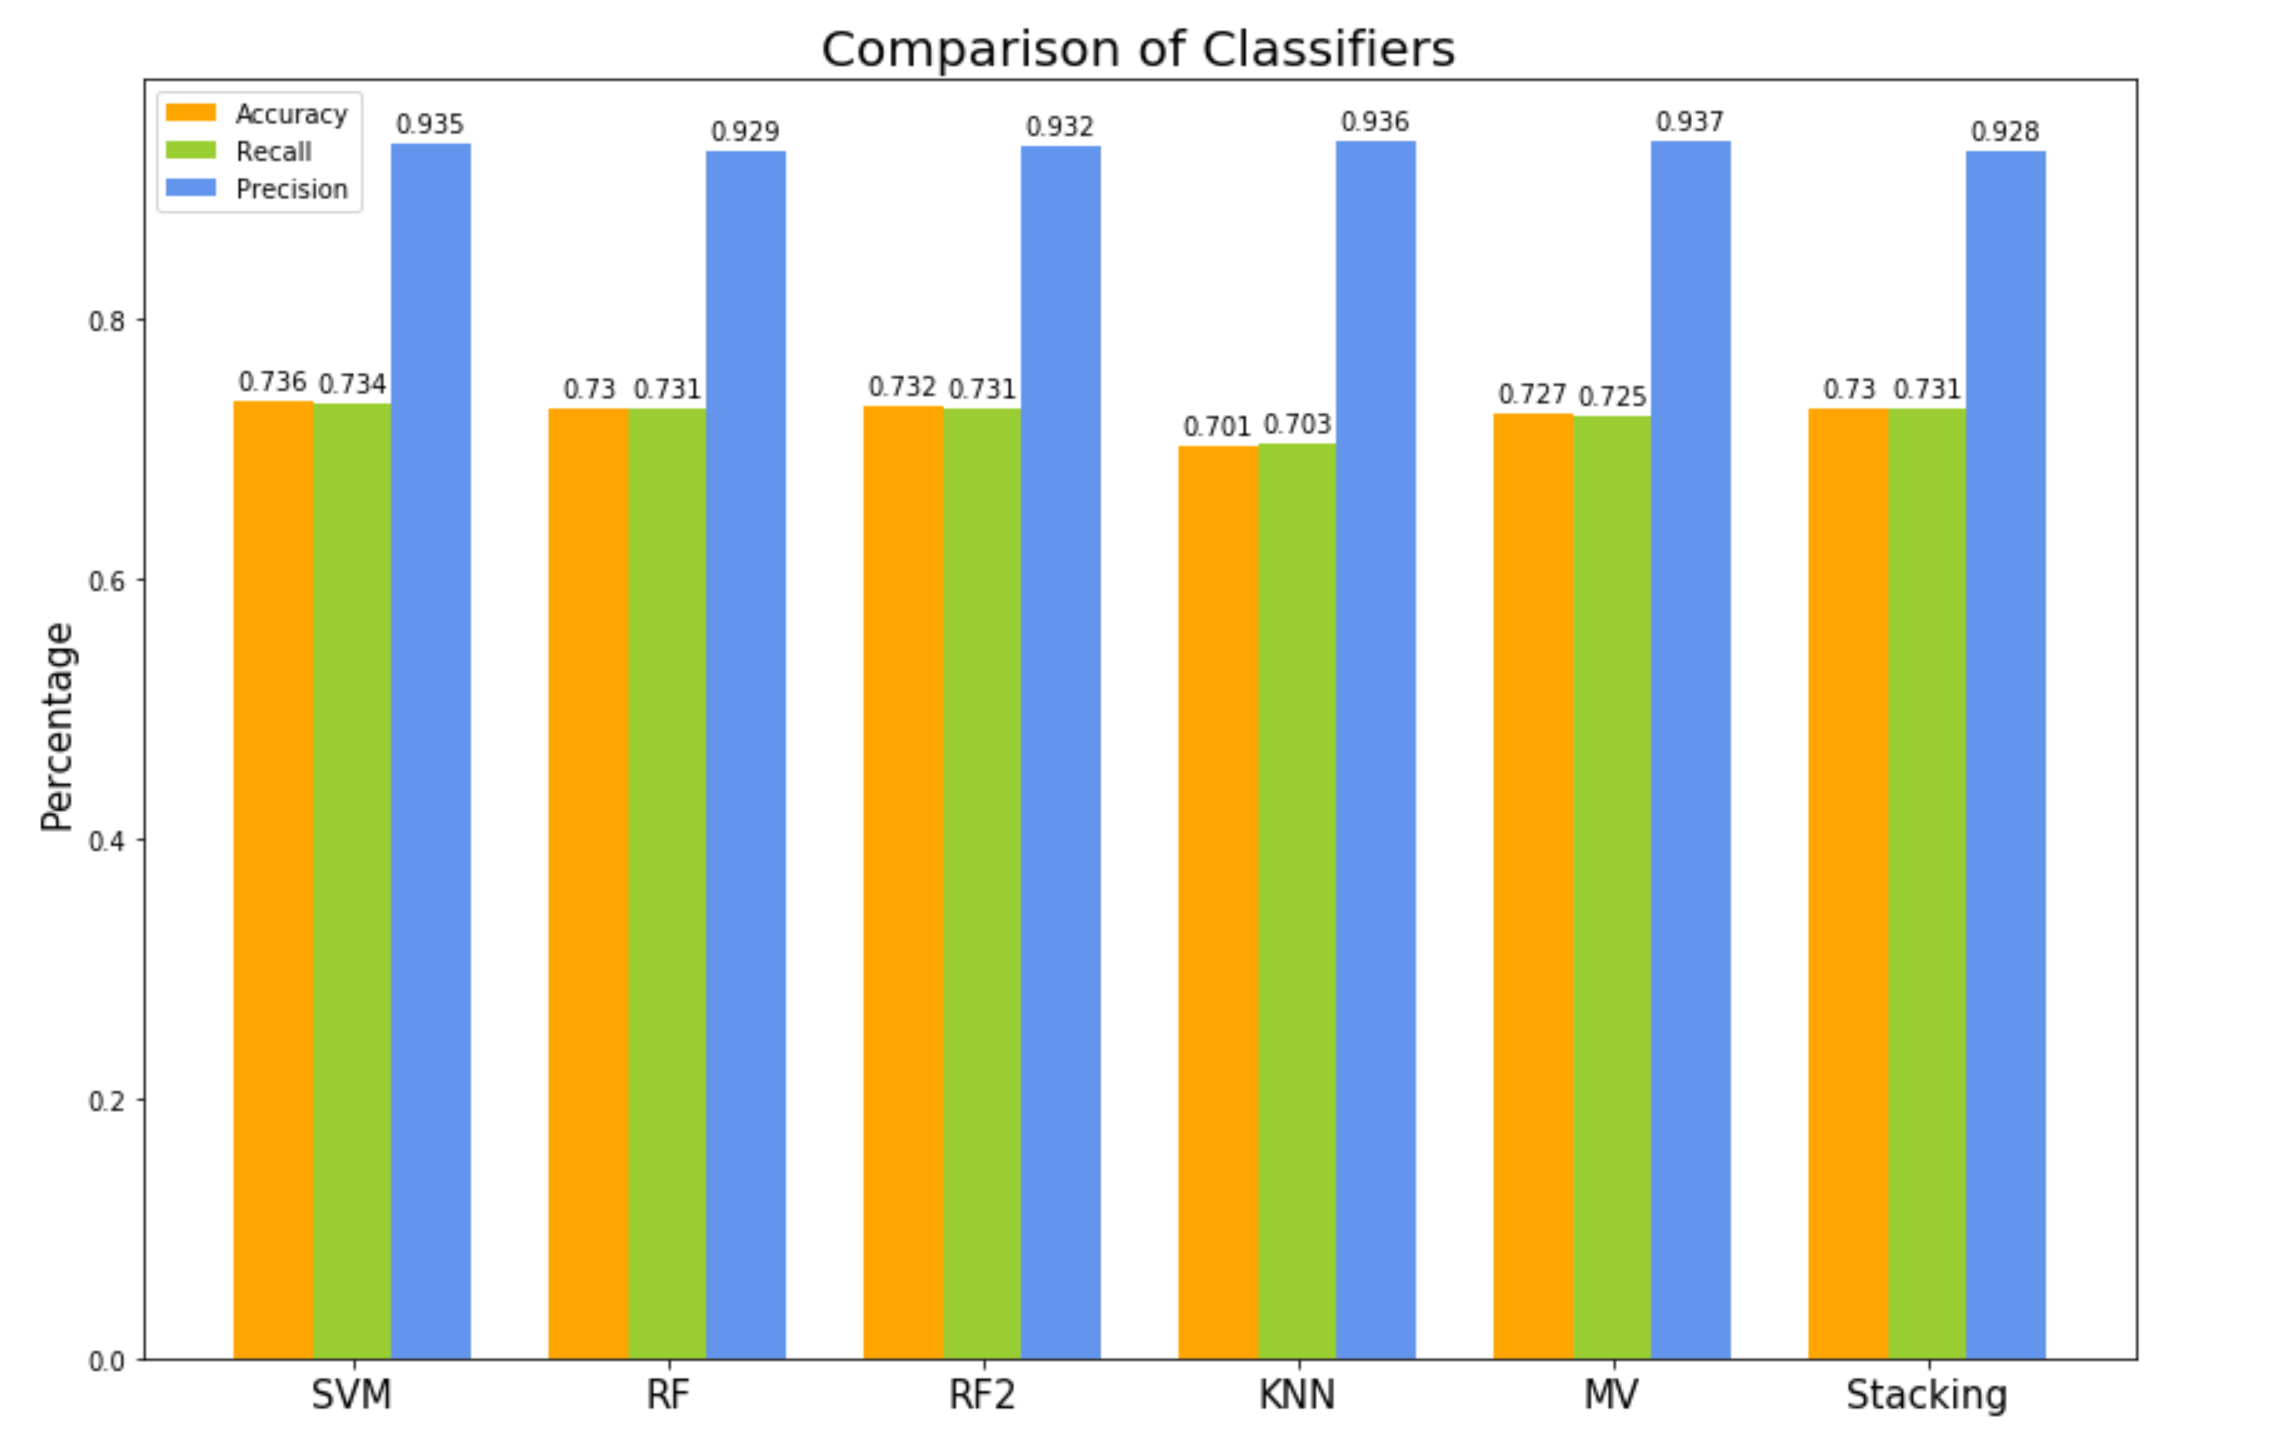 Comparison of Classifiers
Accuracy
Recall
Precision
0.935
0.929
0.932
0.936
0.937
0.928
0.736 0.734
0.73 0.731
0.732 0.731
0.701 0.703
0.727 0.725
0.73 0.731
0.8
0.6
0.4
0.2
0.0
Percentage
SVM RF RF2 KNN MV Stacking